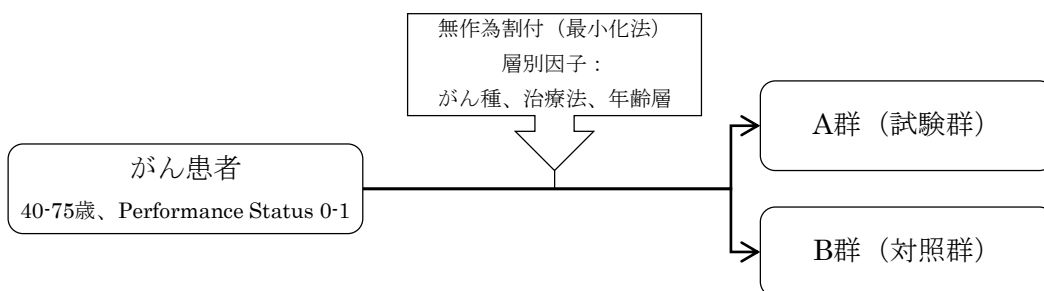 無作為割付（最小化法）
層別因子：
がん種、治療法、年齢層
がん患者
40-75歳、Performance Status 0-1
A群（試験群）
B群（対照群）